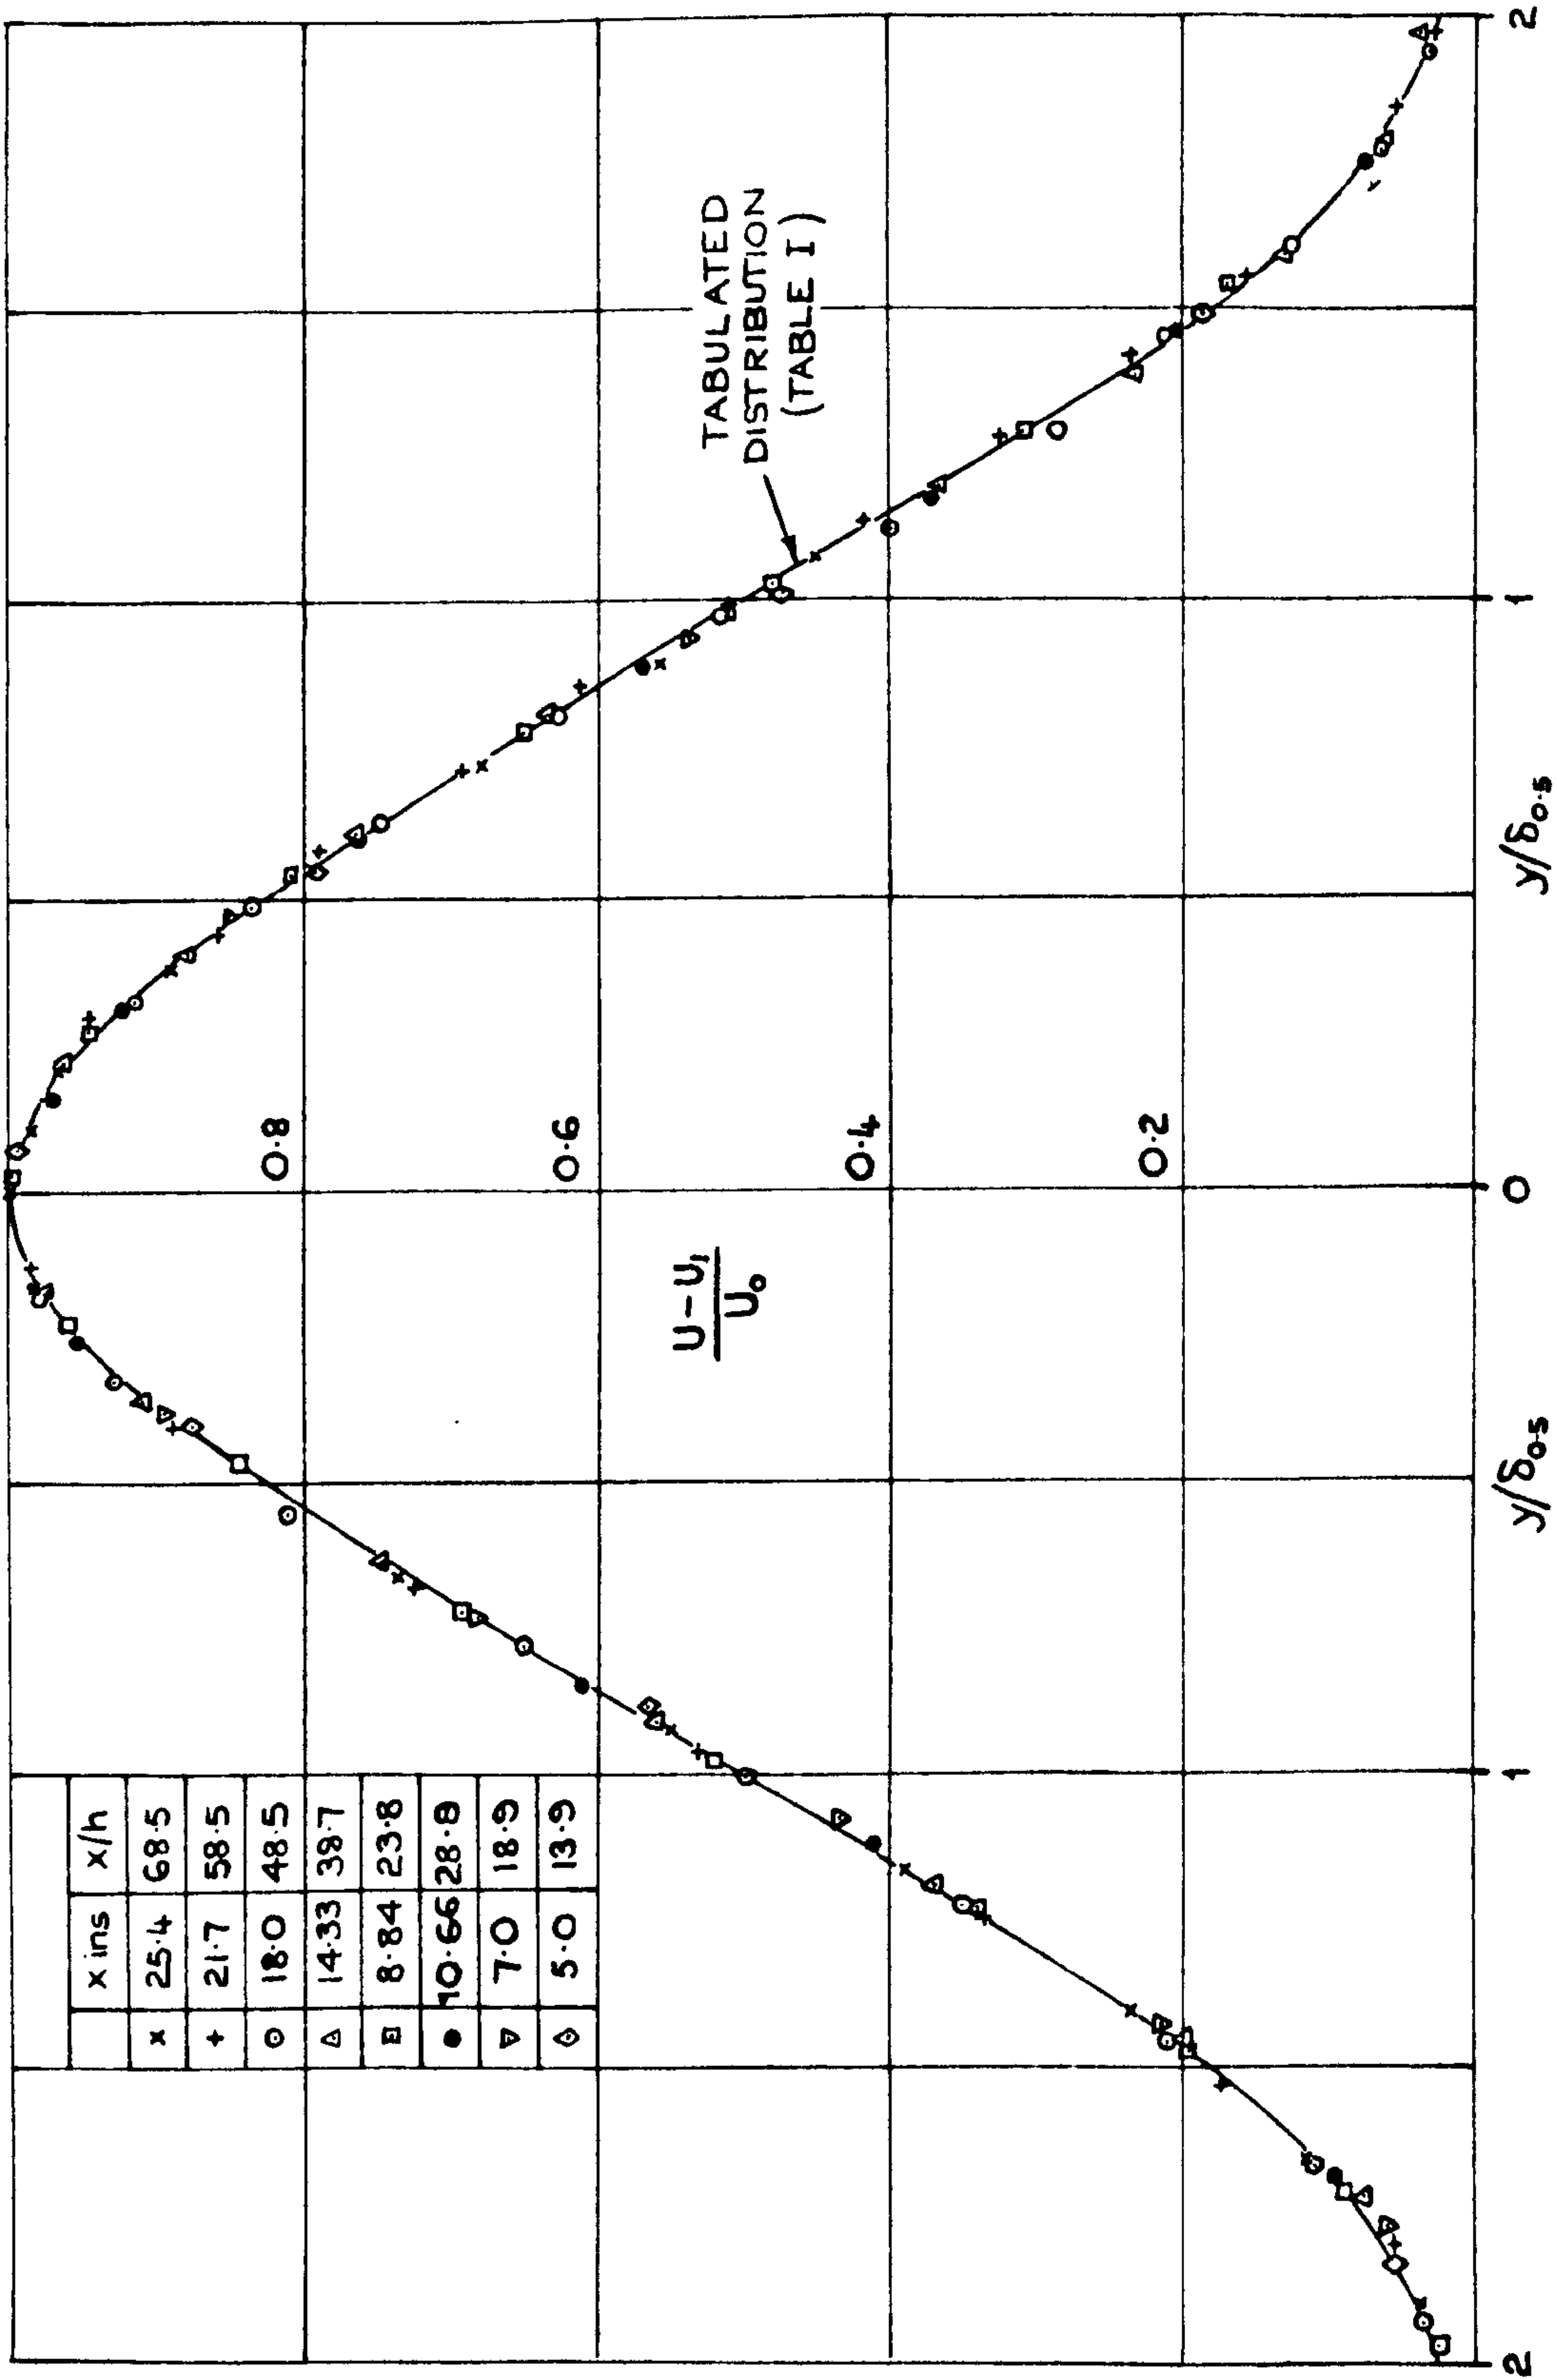 x ins x/h
x 25.4 68.5
+ 21.7 58.5
⊙ 18.0 48.5
△ 14.33 38.7
⊡ 8.84 23.8
● 10.66 28.8
▽ 7.0 18.9
◇ 5.0 13.9
TABULATED
DISTRIBUTION
(TABLE I)
0.8
0.6
U-U₁
U₀
0.4
0.2
2 1 0 1 2
y/δ₀.₅ y/δ₀.₅